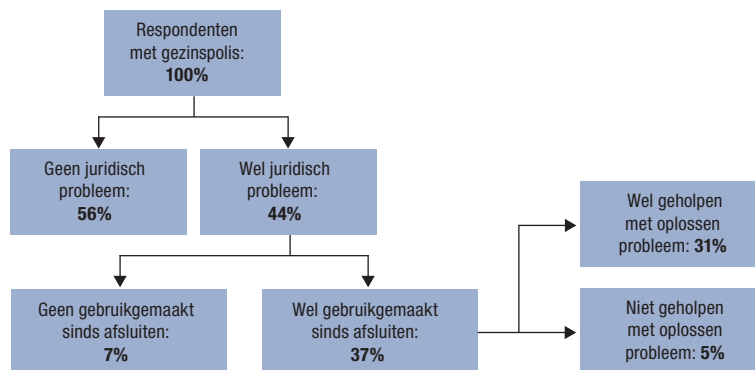 Respondenten
met gezinspolis:
100%
Geen juridisch
probleem:
56%
Wel juridisch
probleem:
44%
Wel geholpen
met oplossen
probleem: 31%
Geen gebruikgemaakt
sinds afsluiten:
7%
Wel gebruikgemaakt
sinds afsluiten:
37%
Niet geholpen
met oplossen
probleem: 5%